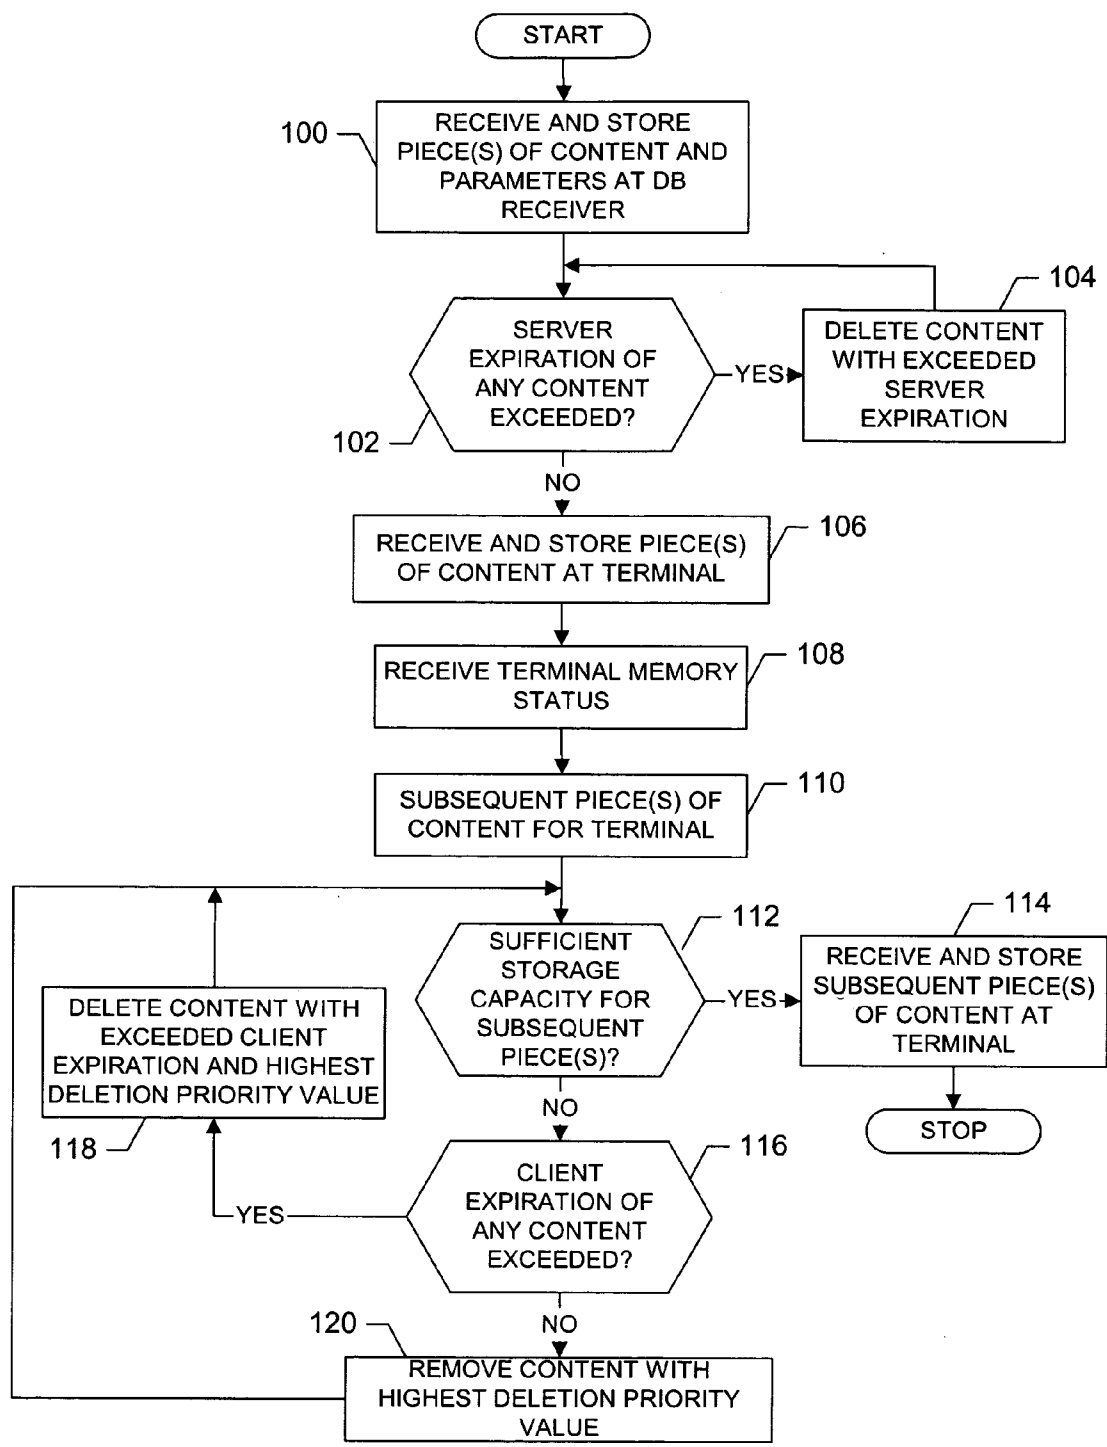 START
100
RECEIVE AND STORE
PIECE(S) OF CONTENT AND
PARAMETERS AT DB
RECEIVER
104
SERVER
EXPIRATION OF
ANY CONTENT
EXCEEDED?
102
YES
DELETE CONTENT
WITH EXCEEDED
SERVER
EXPIRATION
NO
106
RECEIVE AND STORE PIECE(S)
OF CONTENT AT TERMINAL
108
RECEIVE TERMINAL MEMORY
STATUS
110
SUBSEQUENT PIECE(S) OF
CONTENT FOR TERMINAL
112
SUFFICIENT
STORAGE
CAPACITY FOR
SUBSEQUENT
PIECE(S)?
YES
114
RECEIVE AND STORE
SUBSEQUENT PIECE(S)
OF CONTENT AT
TERMINAL
STOP
NO
DELETE CONTENT WITH
EXCEEDED CLIENT
EXPIRATION AND HIGHEST
DELETION PRIORITY VALUE
118
116
CLIENT
EXPIRATION OF
ANY CONTENT
EXCEEDED?
YES
NO
120
REMOVE CONTENT WITH
HIGHEST DELETION PRIORITY
VALUE